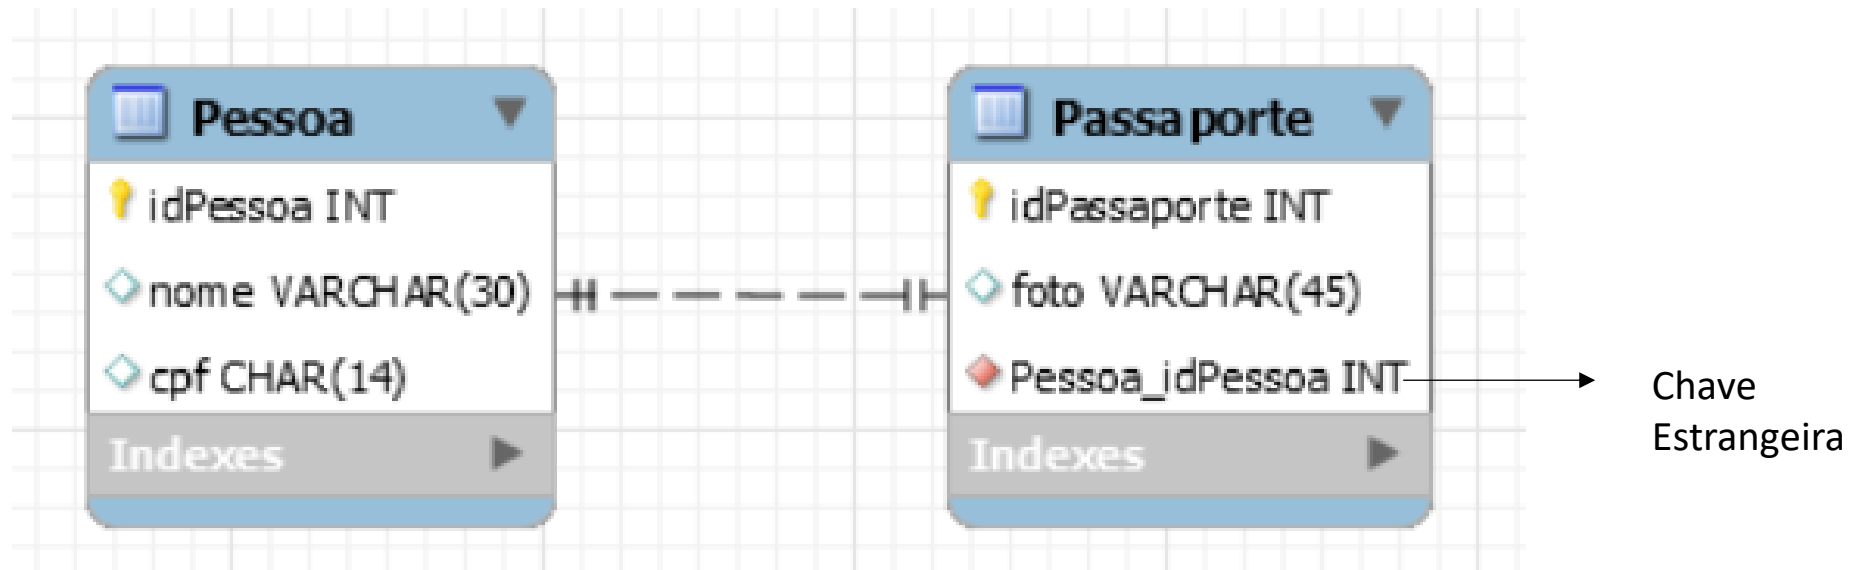 Pessoa
idPessoa INT
nome VARCHAR(30)
cpf CHAR(14)
Indexes
Passaporte
idPassaporte INT
foto VARCHAR(45)
Pessoa_idPessoa INT
Indexes
Chave
Estrangeira